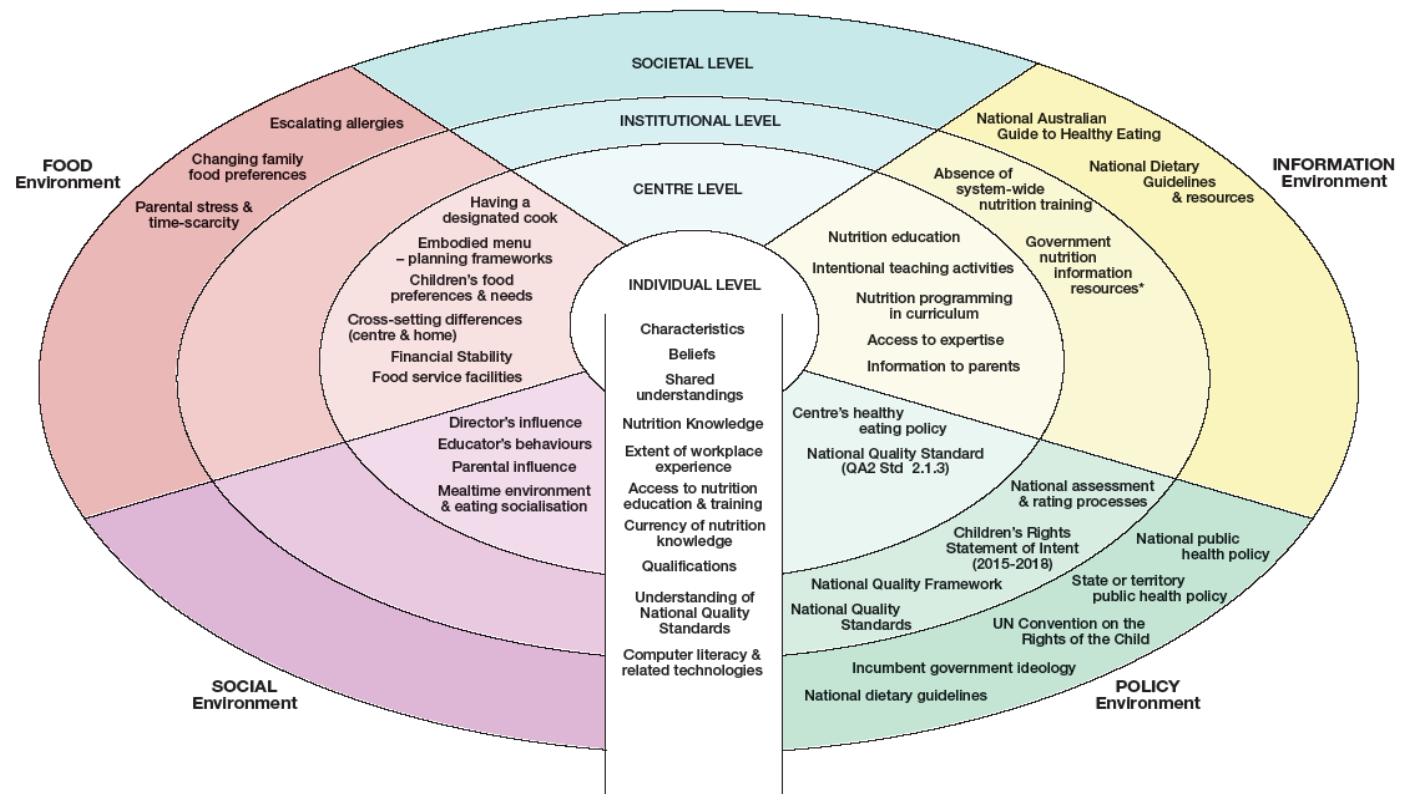 SOCIETAL LEVEL
INSTITUTIONAL LEVEL
CENTRE LEVEL
FOOD
Environment
Escalating allergies
Changing family
food preferences
Parental stress &
time-scarcity
Having a
designated cook
Embodied menu
– planning frameworks
Children's food
preferences & needs
Cross-setting differences
(centre & home)
Financial Stability
Food service facilities
INFORMATION
Environment
National Australian
Guide to Healthy Eating
National Dietary
Guidelines
& resources
Absence of
system-wide
nutrition training
Government
nutrition
information
resources*
Nutrition education
Intentional teaching activities
Nutrition programming
in curriculum
Access to expertise
Information to parents
INDIVIDUAL LEVEL
Characteristics
Beliefs
Shared
understandings
Nutrition Knowledge
Extent of workplace
experience
Access to nutrition
education & training
Currency of nutrition
knowledge
Qualifications
Understanding of
National Quality
Standards
Computer literacy &
related technologies
Director's influence
Educator's behaviours
Parental influence
Mealtime environment
& eating socialisation
SOCIAL
Environment
Centre's healthy
eating policy
National Quality Standard
(QA2 Std 2.1.3)
National assessment
& rating processes
Children's Rights
Statement of Intent
(2015-2018)
National Quality Framework
National Quality
Standards
National public
health policy
State or territory
public health policy
UN Convention on the
Rights of the Child
Incumbent government ideology
National dietary guidelines
POLICY
Environment